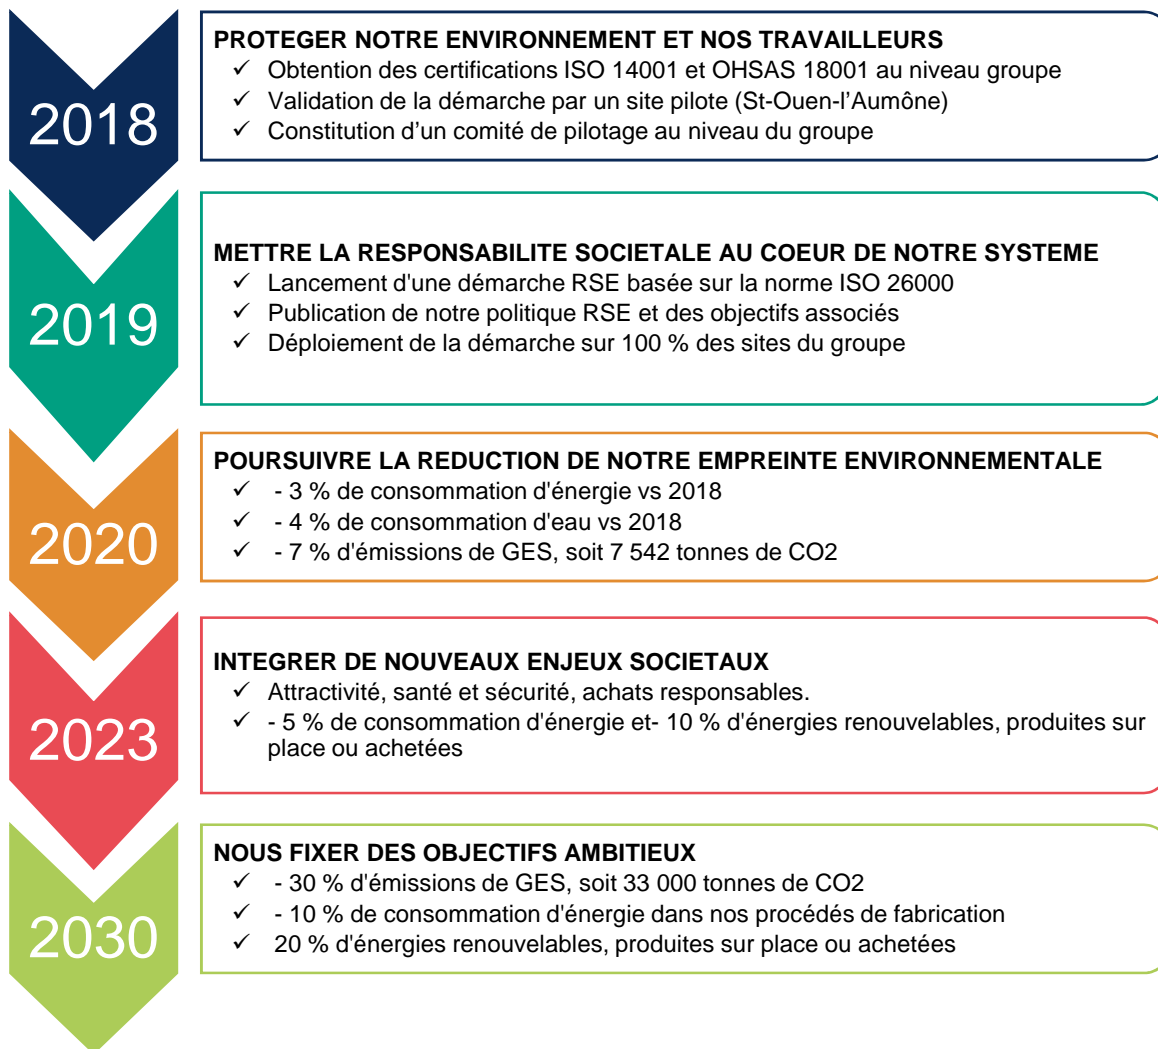 2018
PROTEGER NOTRE ENVIRONNEMENT ET NOS TRAVAILLEURS
✓ Obtention des certifications ISO 14001 et OHSAS 18001 au niveau groupe
✓ Validation de la démarche par un site pilote (St-Ouen-l’Aumône)
✓ Constitution d’un comité de pilotage au niveau du groupe
2019
METTRE LA RESPONSABILITE SOCIETALE AU COEUR DE NOTRE SYSTEME
✓ Lancement d'une démarche RSE basée sur la norme ISO 26000
✓ Publication de notre politique RSE et des objectifs associés
✓ Déploiement de la démarche sur 100 % des sites du groupe
2020
POURSUIVRE LA REDUCTION DE NOTRE EMPREINTE ENVIRONNEMENTALE
✓ - 3 % de consommation d'énergie vs 2018
✓ - 4 % de consommation d'eau vs 2018
✓ - 7 % d'émissions de GES, soit 7 542 tonnes de CO2
2023
INTEGRER DE NOUVEAUX ENJEUX SOCIETAUX
✓ Attractivité, santé et sécurité, achats responsables.
✓ - 5 % de consommation d'énergie et- 10 % d'énergies renouvelables, produites sur
place ou achetées
2030
NOUS FIXER DES OBJECTIFS AMBITIEUX
✓ - 30 % d'émissions de GES, soit 33 000 tonnes de CO2
✓ - 10 % de consommation d'énergie dans nos procédés de fabrication
✓ 20 % d'énergies renouvelables, produites sur place ou achetées